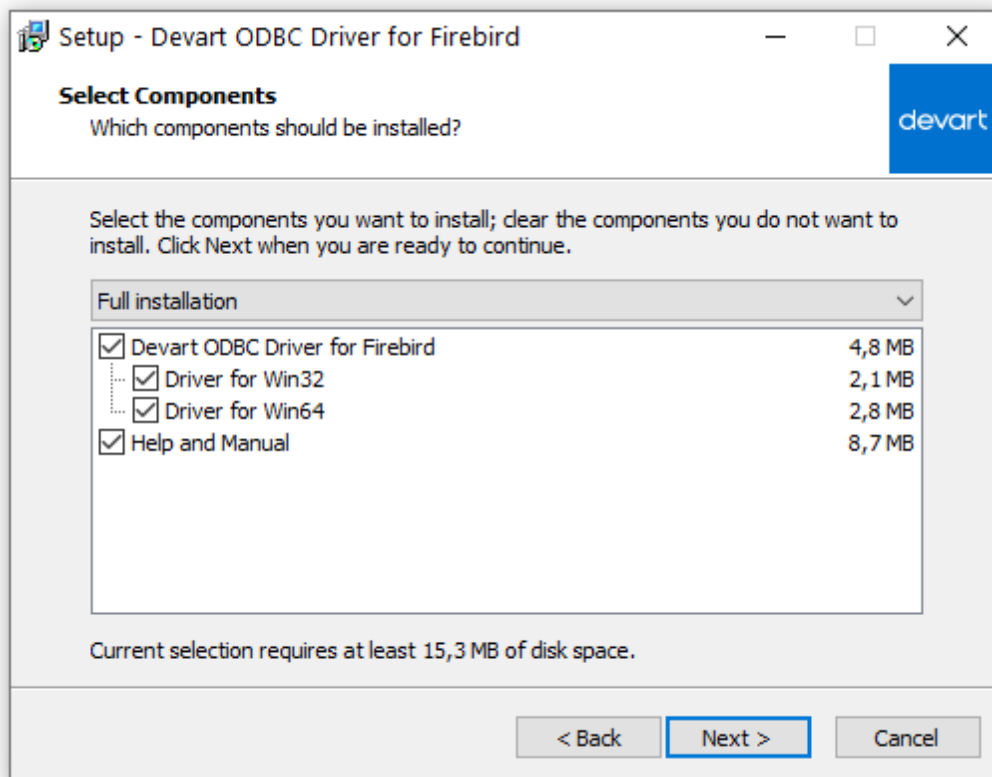 Setup - Devart ODBC Driver for Firebird
Select Components
Which components should be installed?
devart
Select the components you want to install; clear the components you do not want to
install. Click Next when you are ready to continue.
Full installation
Devart ODBC Driver for Firebird 4,8 MB
Driver for Win32 2,1 MB
Driver for Win64 2,8 MB
Help and Manual 8,7 MB
Current selection requires at least 15,3 MB of disk space.
< Back Next > Cancel